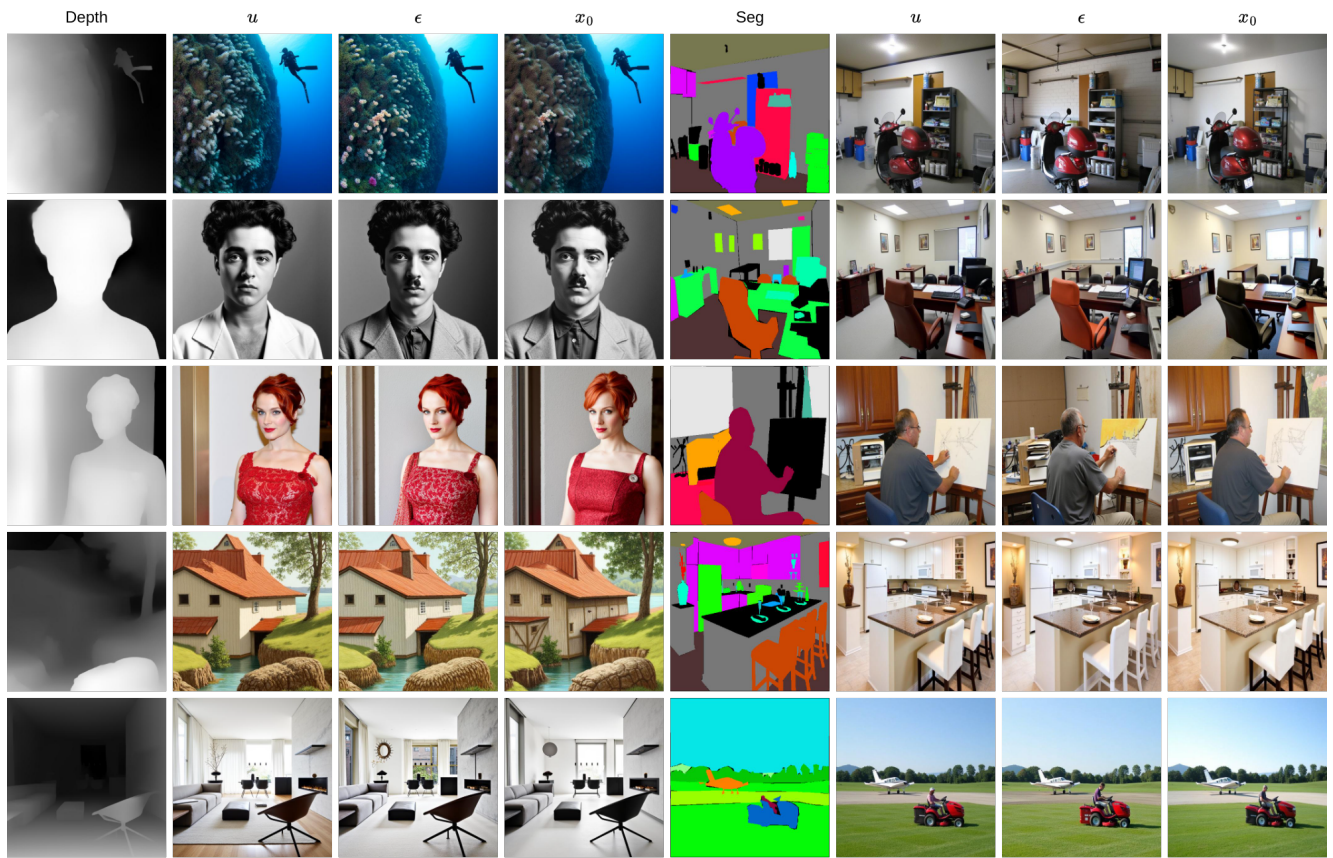 Depth u ϵ x₀ Seg u ϵ x₀